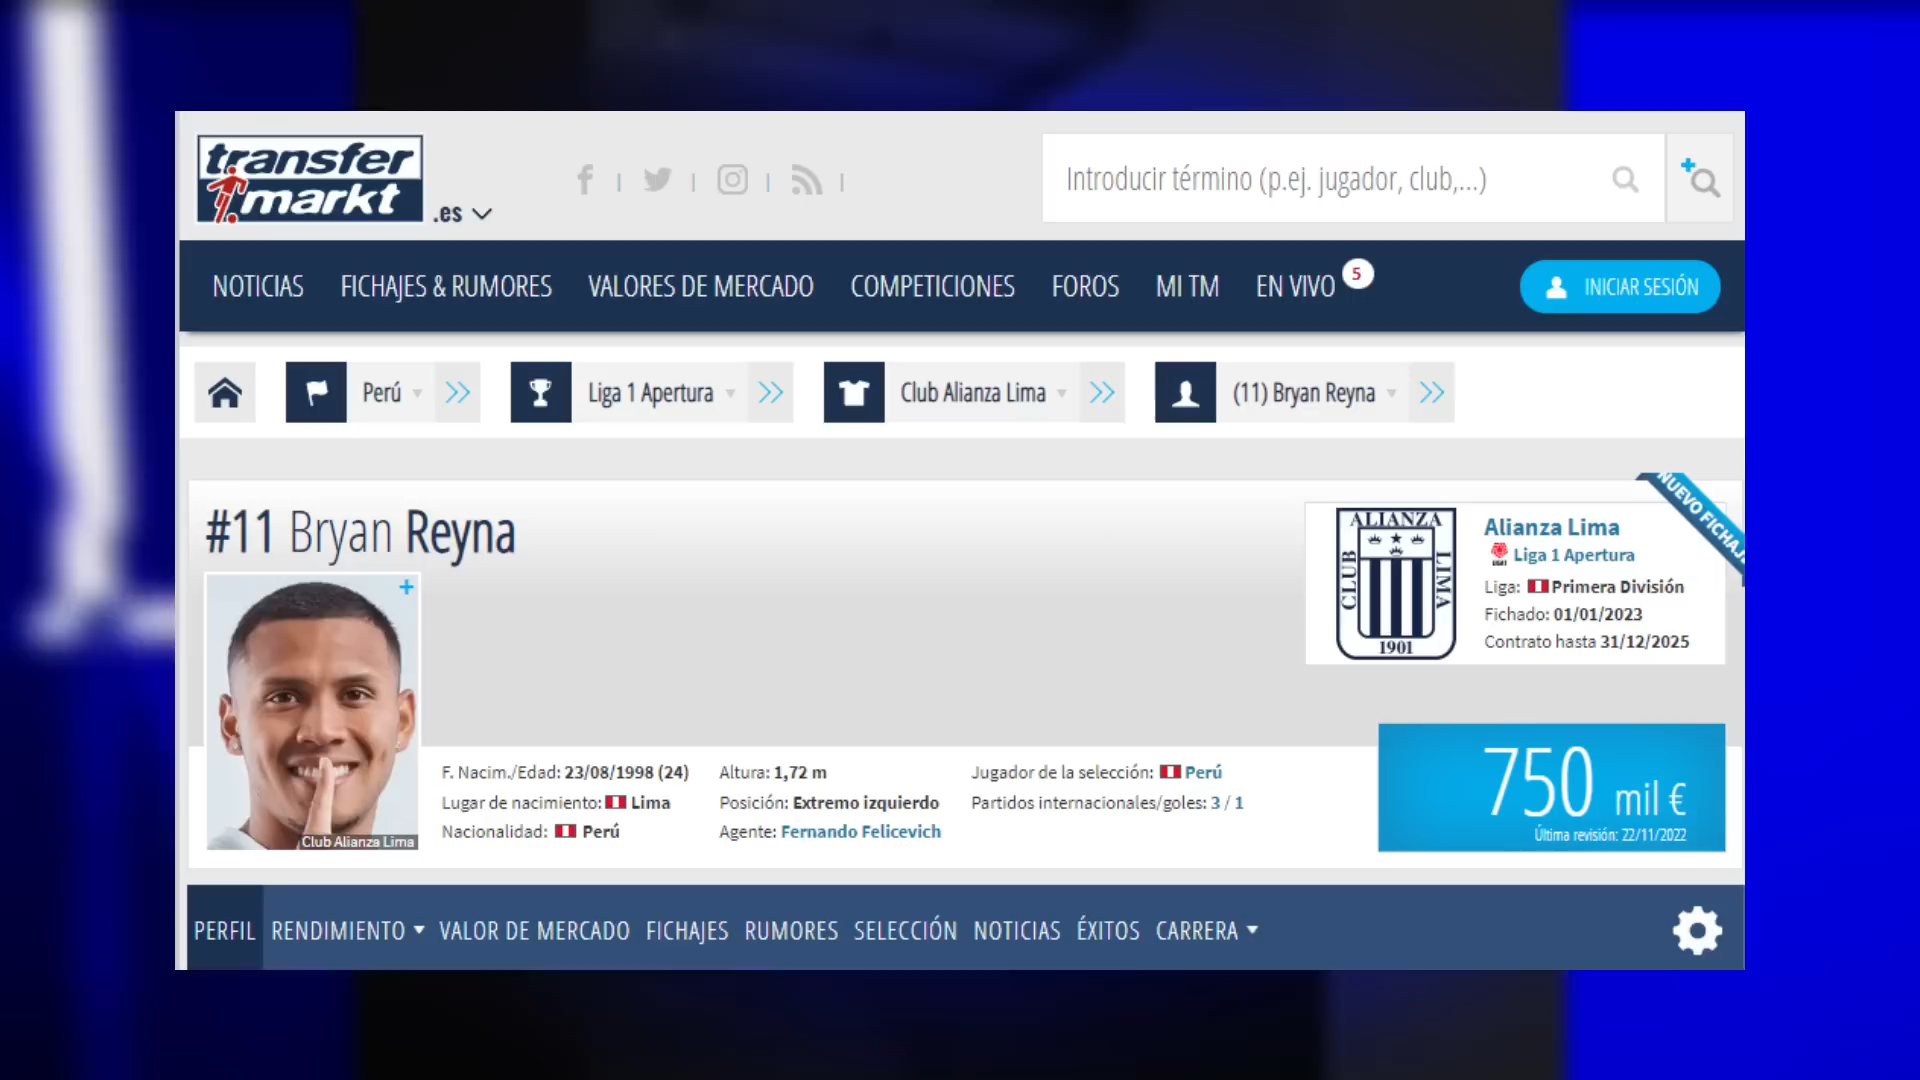 transfer
markt
.es
Introducir término (p.ej. jugador, club,...)
NOTICIAS FICHAJES & RUMORES VALORES DE MERCADO COMPETICIONES FOROS MI TM EN VIVO 5 INICIAR SESIÓN
Perú Liga 1 Apertura Club Alianza Lima (11) Bryan Reyna
#11 Bryan Reyna
CLUB ALIANZA LIMA
1901
Alianza Lima
Liga 1 Apertura
Liga: Primera División
Fichado: 01/01/2023
Contrato hasta 31/12/2025
NUEVO FICHAJE
Club Alianza Lima
F. Nacim./Edad: 23/08/1998 (24)
Lugar de nacimiento: Lima
Nacionalidad: Perú
Altura: 1,72 m
Posición: Extremo izquierdo
Agente: Fernando Felicevich
Jugador de la selección: Perú
Partidos internacionales/goles: 3 / 1
750 mil €
Última revisión: 22/11/2022
PERFIL RENDIMIENTO VALOR DE MERCADO FICHAJES RUMORES SELECCIÓN NOTICIAS ÉXITOS CARRERA